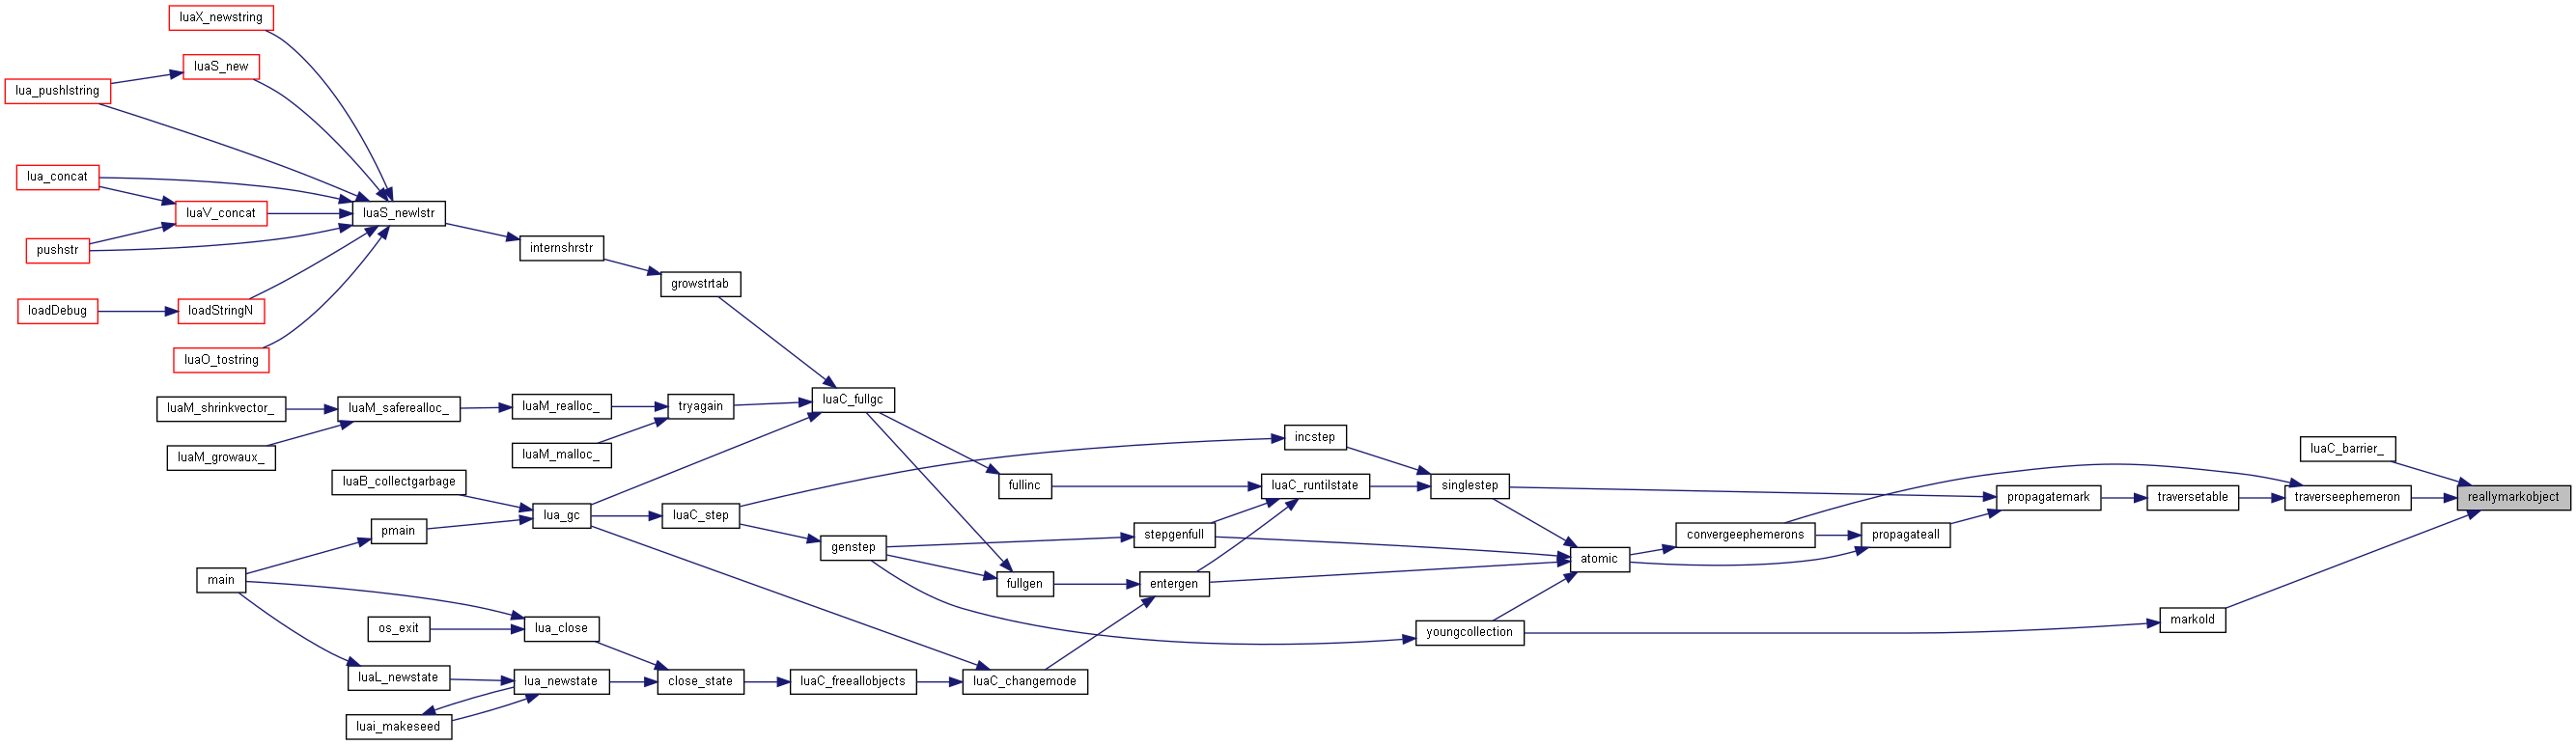 luaX_newstring
luaS_new
lua_pushlstring
lua_concat
luaV_concat
luaS_newlstr
pushstr
internshrstr
growstrtab
loadDebug
loadStringN
luaO_tostring
luaM_shrinkvector_
luaM_saferealloc_
luaM_realloc_
tryagain
luaC_fullgc
luaM_growaux_
luaM_malloc_
incstep
luaC_barrier_
luaB_collectgarbage
fullinc
luaC_runtilstate
singlestep
propagatemark
traversetable
traverseephemeron
reallymarkobject
pmain
lua_gc
luaC_step
genstep
stepgenfull
convergeephemerons
propagateall
atomic
main
fullgen
entergen
os_exit
lua_close
youngcollection
markold
luaL_newstate
lua_newstate
close_state
luaC_freeallobjects
luaC_changemode
luai_makeseed